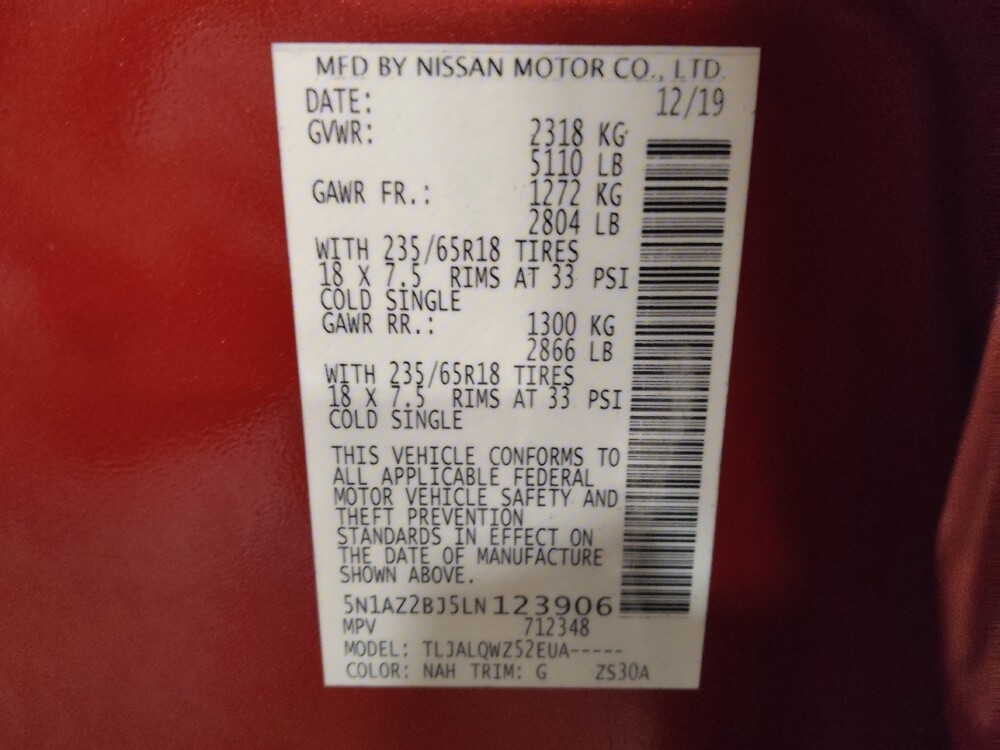 MFD BY NISSAN MOTOR CO., LTD.
DATE: 12/19
GVWR: 2318 KG
5110 LB
GAWR FR.: 1272 KG
2804 LB
WITH 235/65R18 TIRES
18 X 7.5 RIMS AT 33 PSI
COLD SINGLE
GAWR RR.: 1300 KG
2866 LB
WITH 235/65R18 TIRES
18 X 7.5 RIMS AT 33 PSI
COLD SINGLE
THIS VEHICLE CONFORMS TO
ALL APPLICABLE FEDERAL
MOTOR VEHICLE SAFETY AND
THEFT PREVENTION
STANDARDS IN EFFECT ON
THE DATE OF MANUFACTURE
SHOWN ABOVE.
5N1AZ2BJ5LN123906
MPV 712348
MODEL: TLJALQWZ52EUA-----
COLOR: NAH TRIM: G ZS30A